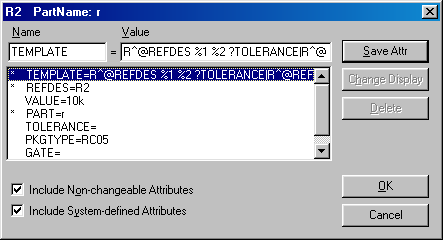 R2 PartName: r
Name Value
TEMPLATE = R^@REFDES %1 %2 ?TOLERANCE|R^@
Save Attr
* TEMPLATE=R^@REFDES %1 %2 ?TOLERANCE|R^@REF
* REFDES=R2
VALUE=10k
* PART=r
TOLERANCE=
PKGTYPE=RC05
GATE=
Change Display
Delete
Include Non-changeable Attributes
Include System-defined Attributes
OK
Cancel